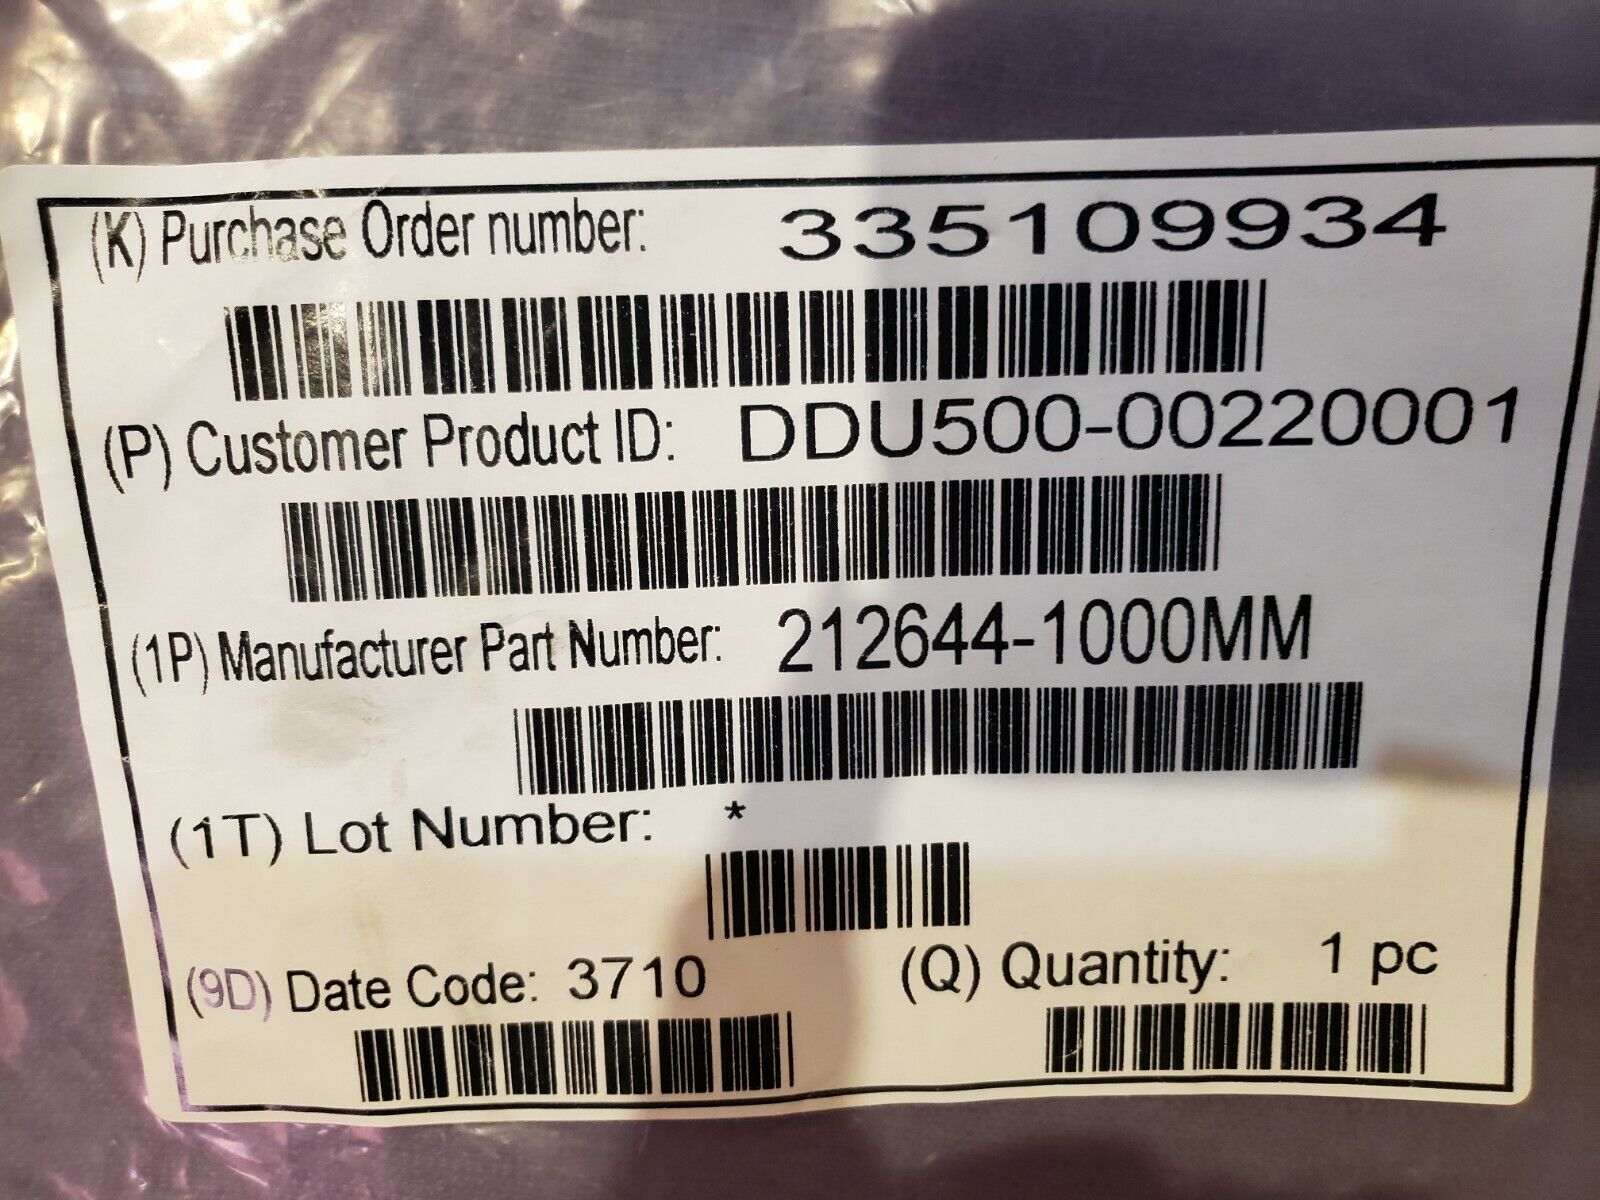 (K) Purchase Order number: 335109934
(P) Customer Product ID: DDU500-00220001
(1P) Manufacturer Part Number: 212644-1000MM
(1T) Lot Number: *
(9D) Date Code: 3710 (Q) Quantity: 1 pc